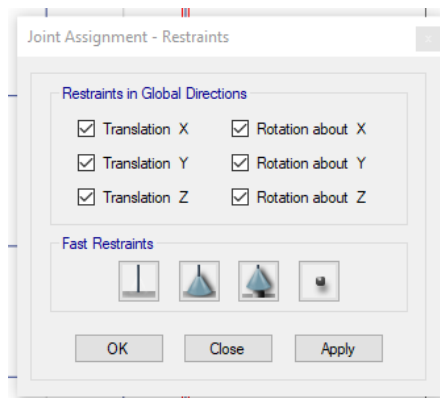 Joint Assignment - Restraints
x
Restraints in Global Directions
Translation X
Rotation about X
Translation Y
Rotation about Y
Translation Z
Rotation about Z
Fast Restraints
OK
Close
Apply